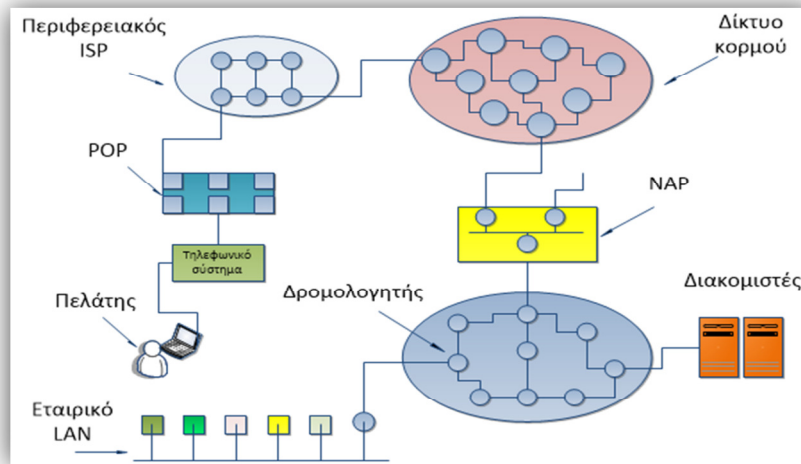 Περιφερειακός
ISP
Δίκτυο
κορμού
POP
NAP
Τηλεφωνικό
σύστημα
Πελάτης
Δρομολογητής
Διακομιστές
Εταιρικό
LAN